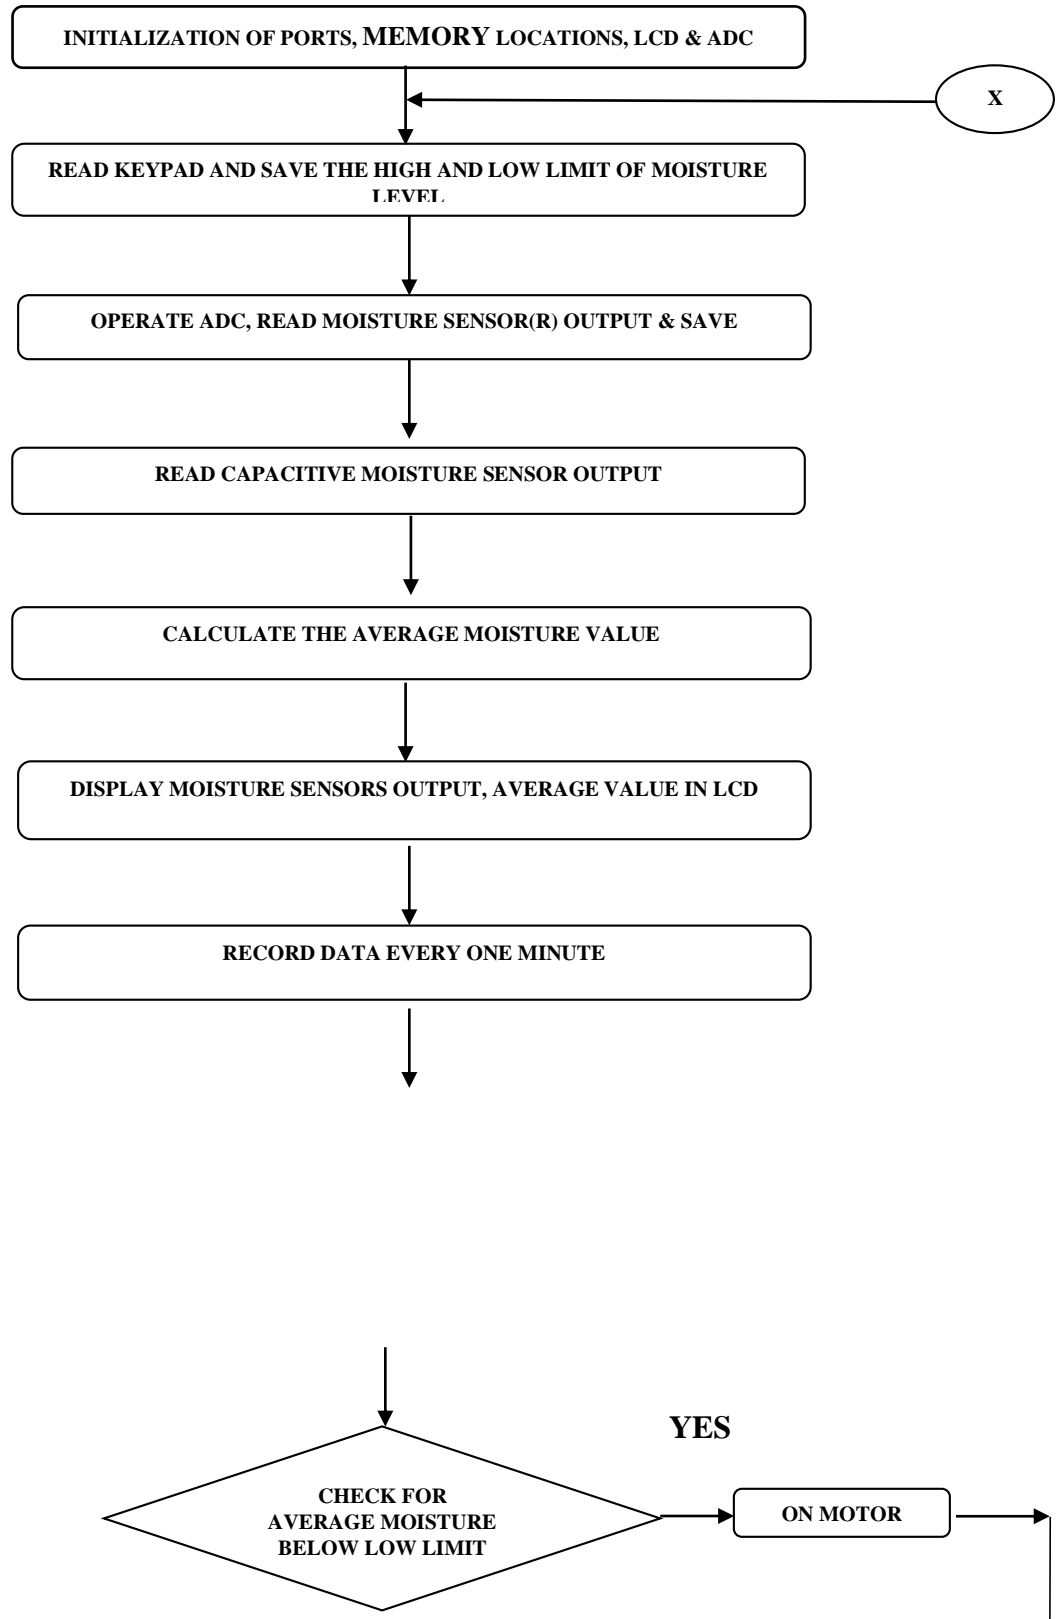 INITIALIZATION OF PORTS, MEMORY LOCATIONS, LCD & ADC
X
READ KEYPAD AND SAVE THE HIGH AND LOW LIMIT OF MOISTURE
LEVEL
OPERATE ADC, READ MOISTURE SENSOR(R) OUTPUT & SAVE
READ CAPACITIVE MOISTURE SENSOR OUTPUT
CALCULATE THE AVERAGE MOISTURE VALUE
DISPLAY MOISTURE SENSORS OUTPUT, AVERAGE VALUE IN LCD
RECORD DATA EVERY ONE MINUTE
YES
CHECK FOR
AVERAGE MOISTURE
BELOW LOW LIMIT
ON MOTOR